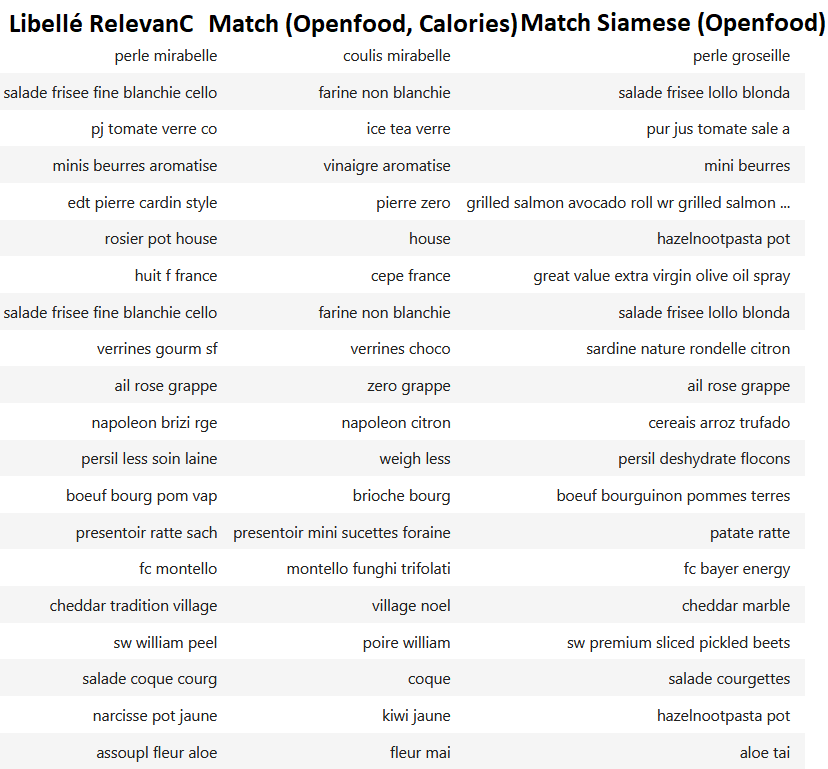 Libellé RelevanC Match (Openfood, Calories) Match Siamese (Openfood)
perle mirabelle coulis mirabelle perle groseille
salade frisee fine blanchie cello farine non blanchie salade frisee lollo blonda
pj tomate verre co ice tea verre pur jus tomate sale a
minis beurres aromatise vinaigre aromatise mini beurres
edt pierre cardin style pierre zero grilled salmon avocado roll wr grilled salmon ...
rosier pot house house hazelnootpasta pot
huit f france cepe france great value extra virgin olive oil spray
salade frisee fine blanchie cello farine non blanchie salade frisee lollo blonda
verrines gourm sf verrines choco sardine nature rondelle citron
ail rose grappe zero grappe ail rose grappe
napoleon brizi rge napoleon citron cereais arroz trufado
persil less soin laine weigh less persil deshydrate flocons
boeuf bourg pom vap brioche bourg boeuf bourguinon pommes terres
presentoir ratte sach presentoir mini sucettes foraine patate ratte
fc montello montello funghi trifolati fc bayer energy
cheddar tradition village village noel cheddar marble
sw william peel poire william sw premium sliced pickled beets
salade coque courg coque salade courgettes
narcisse pot jaune kiwi jaune hazelnootpasta pot
assoupl fleur aloe fleur mai aloe tai